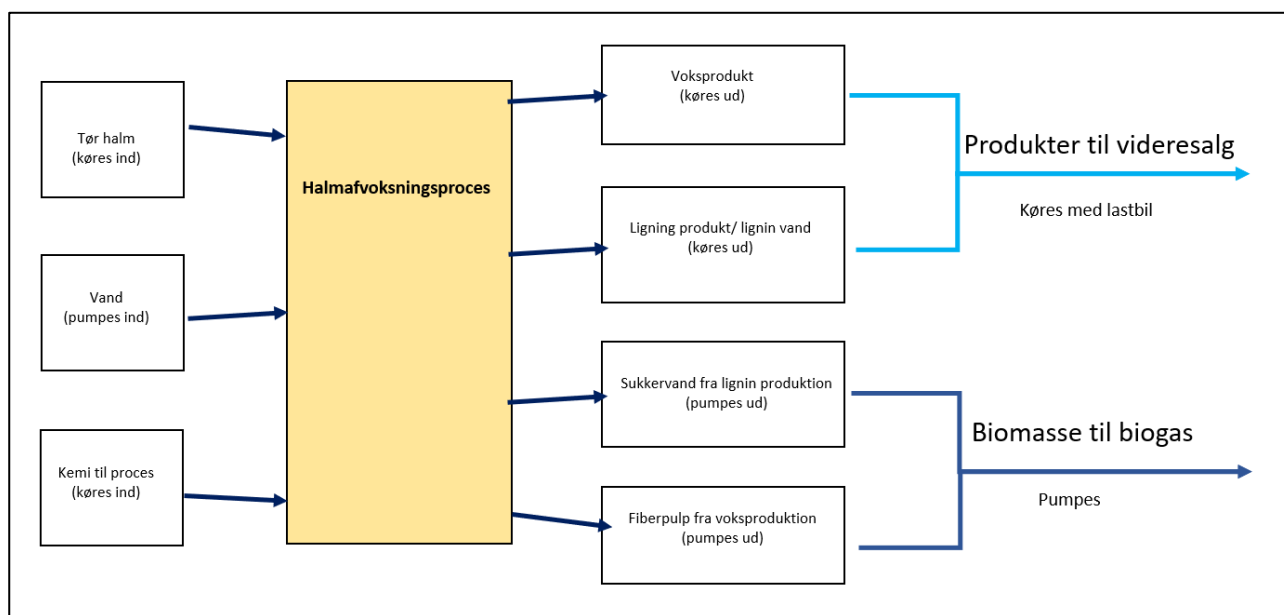 Tør halm
(køres ind)
Vand
(pumpes ind)
Kemi til proces
(køres ind)
Halmafvoksningsproces
Voksprodukt
(køres ud)
Ligning produkt/ lignin vand
(køres ud)
Sukkervand fra lignin produktion
(pumpes ud)
Fiberpulp fra voksproduktion
(pumpes ud)
Produkter til videresalg
Køres med lastbil
Biomasse til biogas
Pumpes